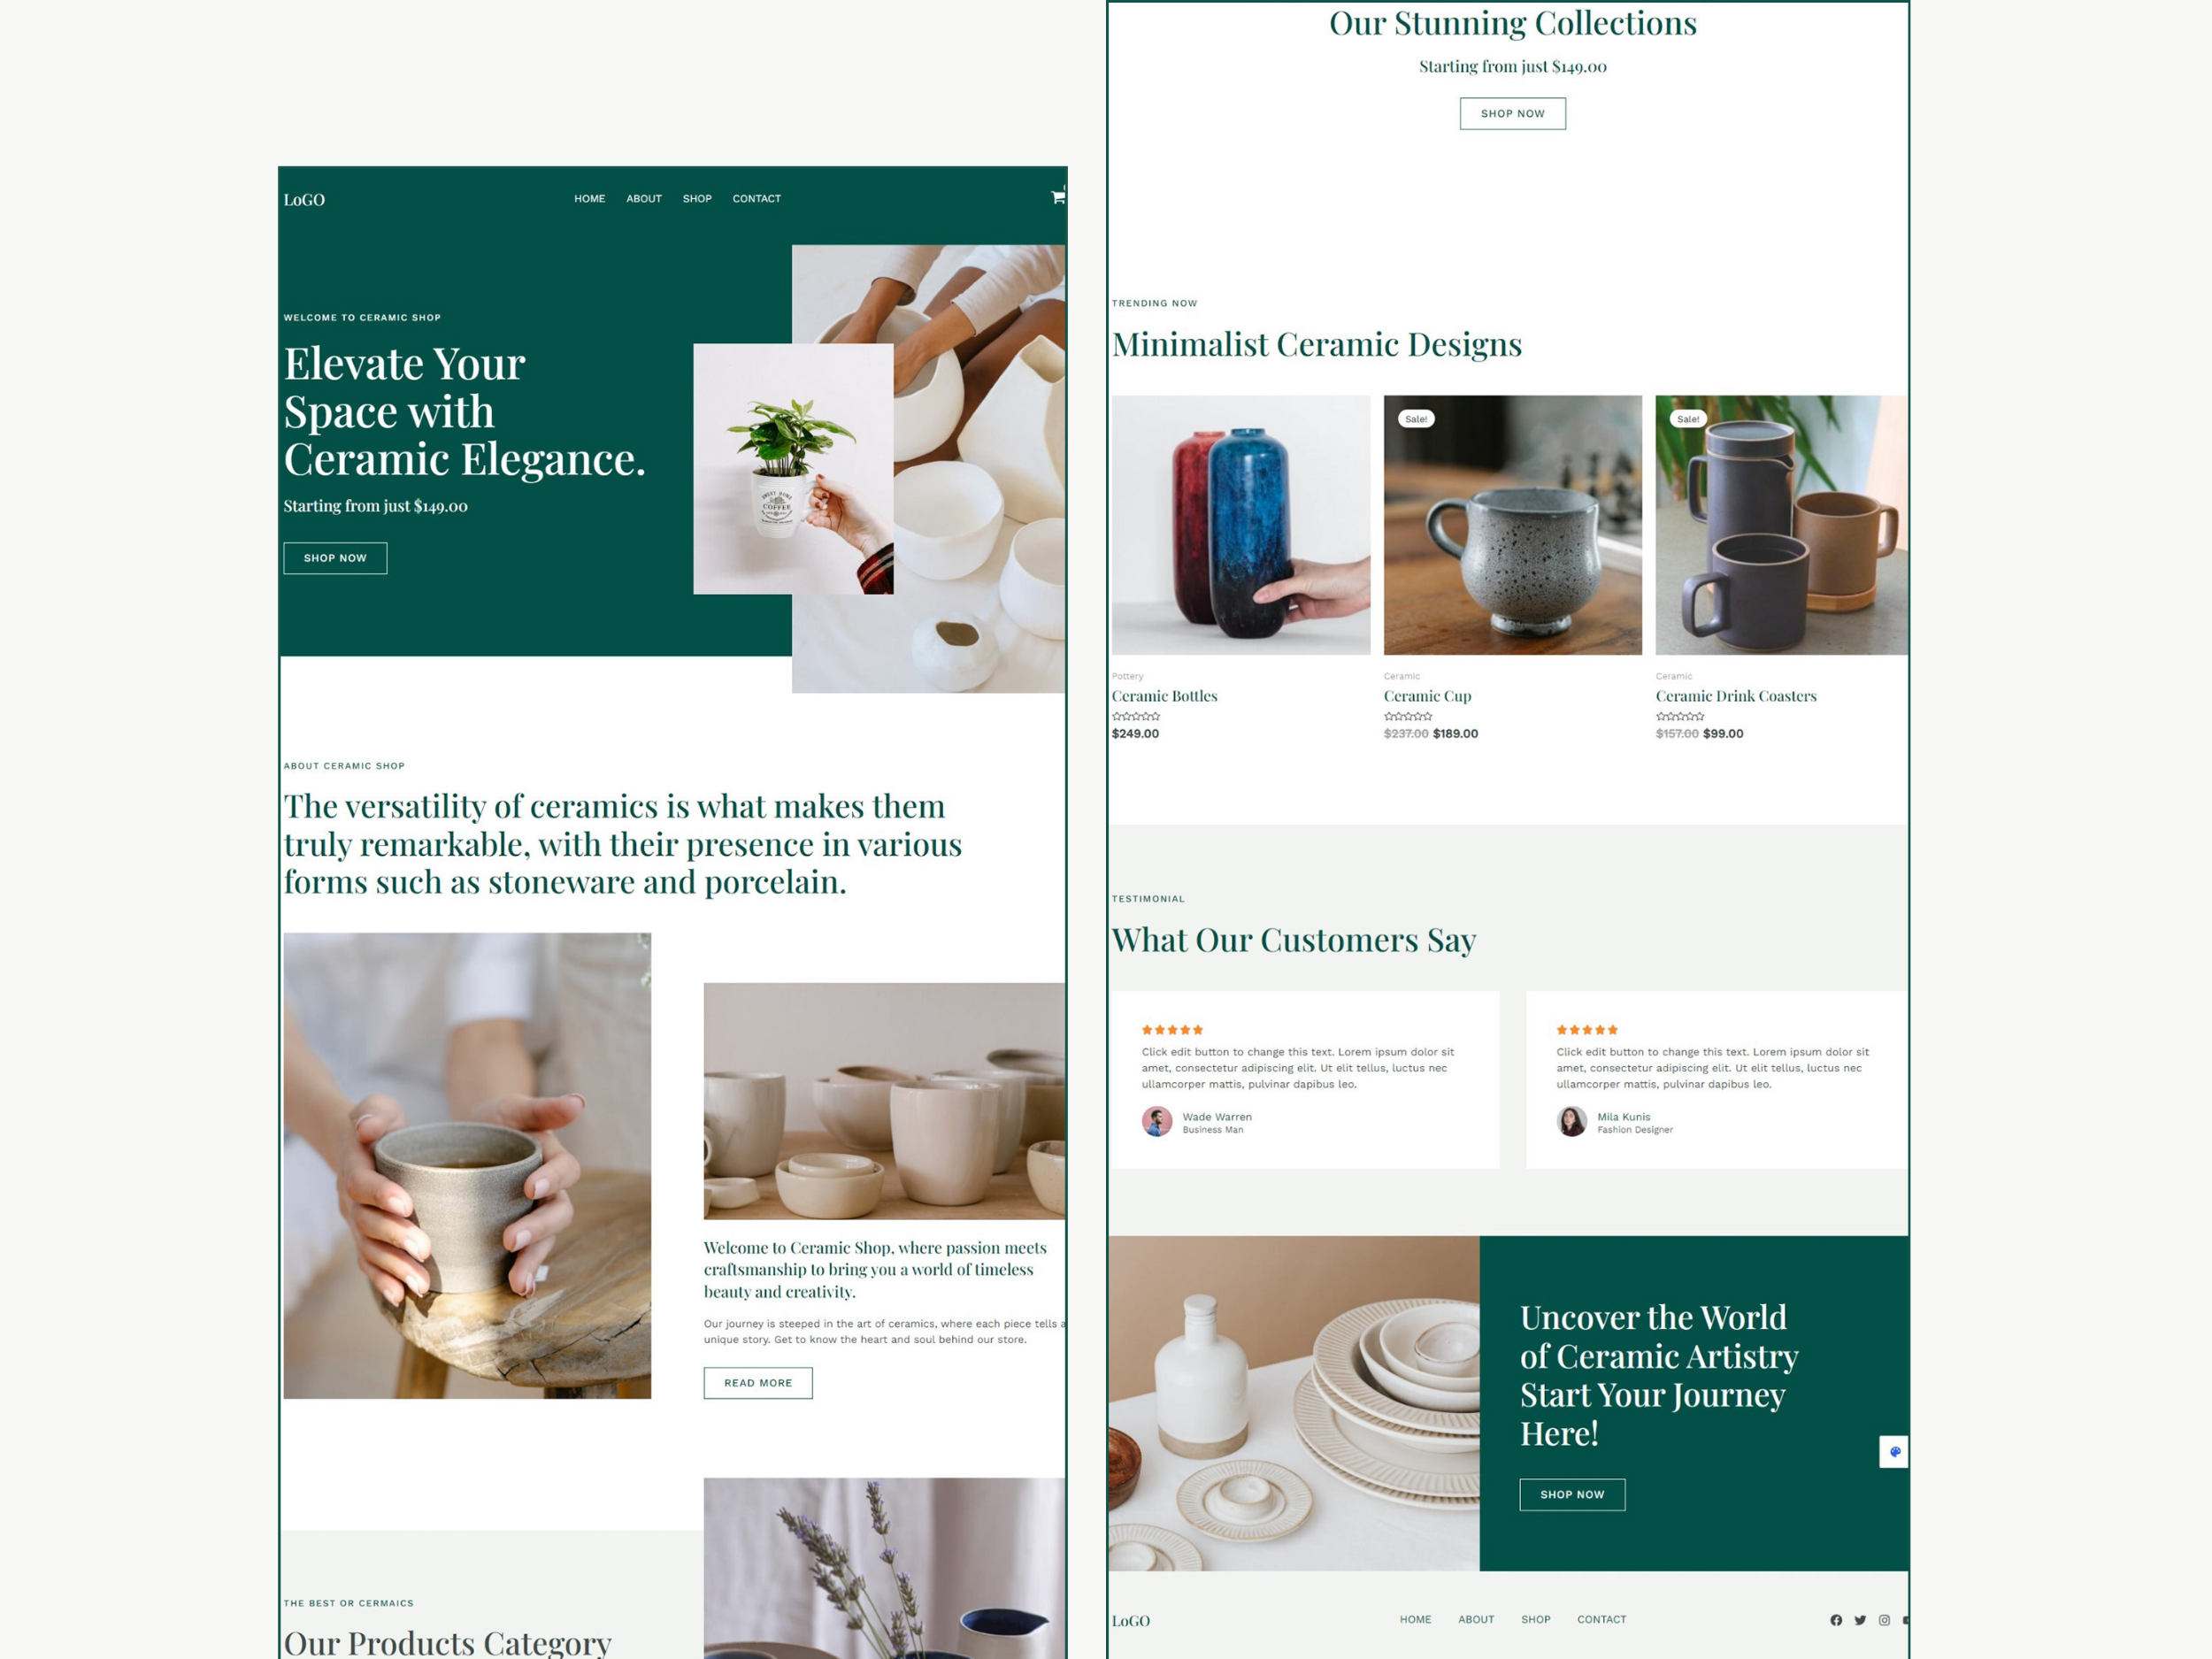 LoGO
HOME ABOUT SHOP CONTACT
WELCOME TO CERAMIC SHOP
Elevate Your
Space with
Ceramic Elegance.
Starting from just $149.00
SHOP NOW
COFFEE
ABOUT CERAMIC SHOP
The versatility of ceramics is what makes them
truly remarkable, with their presence in various
forms such as stoneware and porcelain.
Welcome to Ceramic Shop, where passion meets
craftsmanship to bring you a world of timeless
beauty and creativity.
Our journey is steeped in the art of ceramics, where each piece tells a
unique story. Get to know the heart and soul behind our store.
READ MORE
THE BEST OR CERMAICS
Our Products Category
Our Stunning Collections
Starting from just $149.00
SHOP NOW
TRENDING NOW
Minimalist Ceramic Designs
Sale!
Sale!
Pottery
Ceramic Bottles
$249.00
Ceramic
Ceramic Cup
$237.00 $189.00
Ceramic
Ceramic Drink Coasters
$157.00 $99.00
TESTIMONIAL
What Our Customers Say
Click edit button to change this text. Lorem ipsum dolor sit
amet, consectetur adipiscing elit. Ut elit tellus, luctus nec
ullamcorper mattis, pulvinar dapibus leo.
Wade Warren
Business Man
Click edit button to change this text. Lorem ipsum dolor sit
amet, consectetur adipiscing elit. Ut elit tellus, luctus nec
ullamcorper mattis, pulvinar dapibus leo.
Mila Kunis
Fashion Designer
Uncover the World
of Ceramic Artistry
Start Your Journey
Here!
SHOP NOW
LoGO
HOME ABOUT SHOP CONTACT